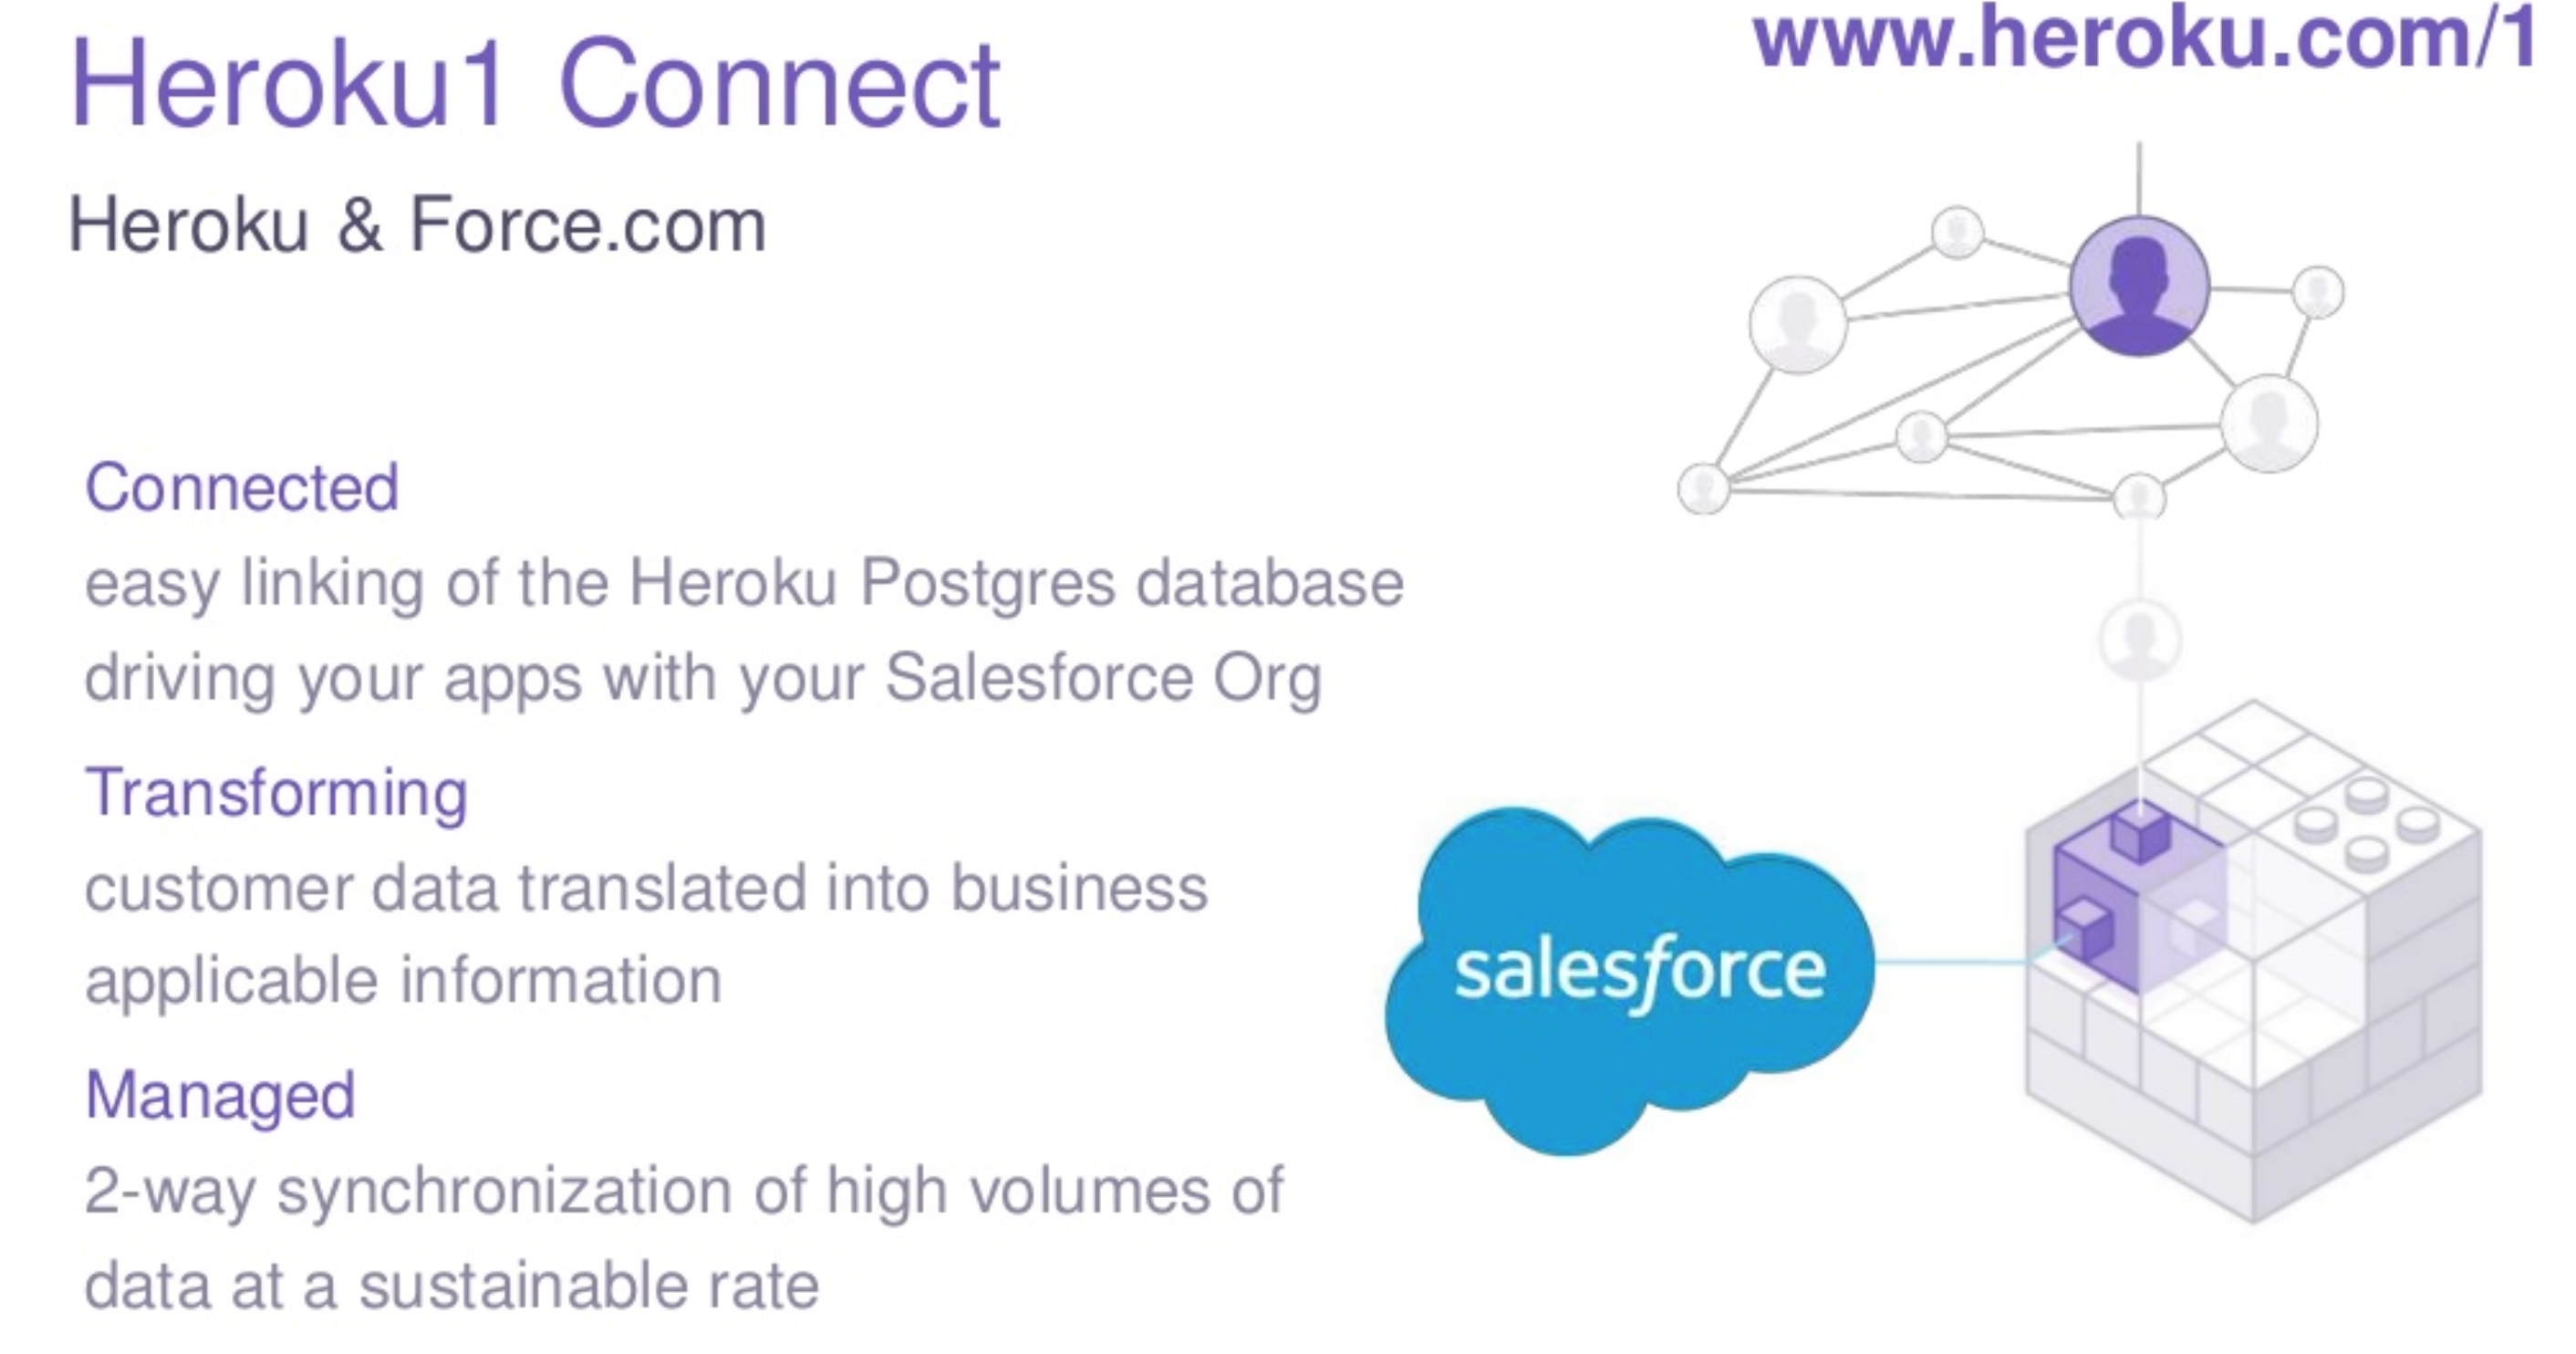 www.heroku.com/1
Heroku1 Connect
Heroku & Force.com
Connected
easy linking of the Heroku Postgres database
driving your apps with your Salesforce Org
Transforming
customer data translated into business
applicable information
Managed
2-way synchronization of high volumes of
data at a sustainable rate
salesforce